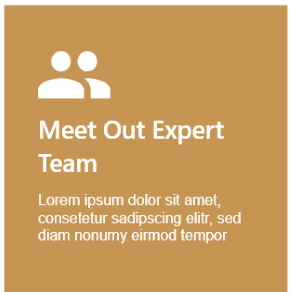 Meet Out Expert
Team
Lorem ipsum dolor sit amet,
consetetur sadipscing elitr, sed
diam nonumy eirmod tempor